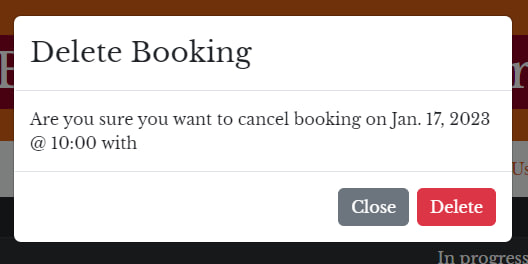 Delete Booking
Are you sure you want to cancel booking on Jan. 17, 2023
@ 10:00 with
Us
Close Delete
In progress